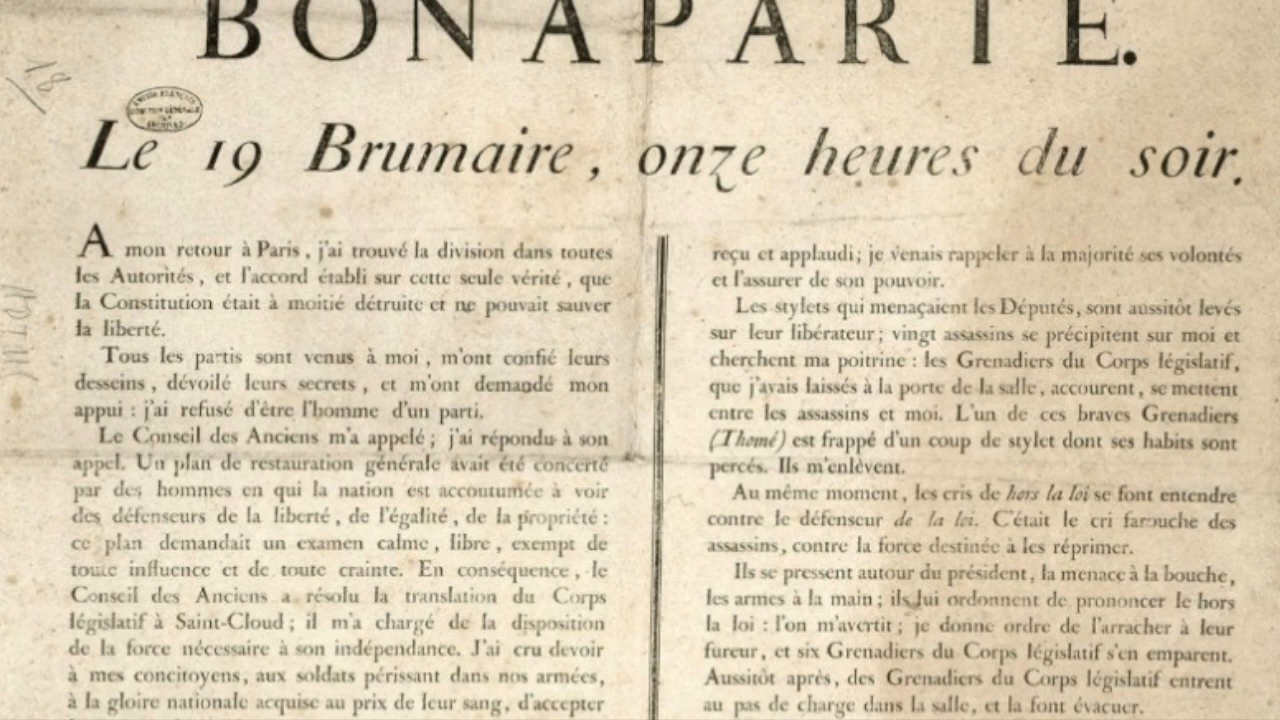 BONAPARTE.
Le 19 Brumaire, onze heures du soir.
A mon retour à Paris, j'ai trouvé la division dans toutes
les Autorités, et l'accord établi sur cette seule vérité, que
la Constitution était à moitié détruite et ne pouvait sauver
la liberté.
Tous les partis sont venus à moi, m'ont confié leurs
desseins, dévoilé leurs secrets, et m'ont demandé mon
appui : j'ai refusé d'être l'homme d'un parti.
Le Conseil des Anciens m'a appelé ; j'ai répondu à son
appel. Un plan de restauration générale avait été concerté
par des hommes en qui la nation est accoutumée à voir
des défenseurs de la liberté, de l'égalité, de la propriété :
ce plan demandait un examen calme, libre, exempt de
toute influence et de toute crainte. En conséquence, le
Conseil des Anciens a résolu la translation du Corps
législatif à Saint-Cloud ; il m'a chargé de la disposition
de la force nécessaire à son indépendance. J'ai cru devoir
à mes concitoyens, aux soldats périssant dans nos armées,
à la gloire nationale acquise au prix de leur sang, d'accepter
reçu et applaudi ; je venais rappeler à la majorité ses volontés
et l'assurer de son pouvoir.
Les stylets qui menaçaient les Députés, sont aussitôt levés
sur leur libérateur ; vingt assassins se précipitent sur moi et
cherchent ma poitrine : les Grenadiers du Corps législatif,
que j'avais laissés à la porte de la salle, accourent, se mettent
entre les assassins et moi. L'un de ces braves Grenadiers
(Thomé) est frappé d'un coup de stylet dont ses habits sont
percés. Ils m'enlèvent.
Au même moment, les cris de hors la loi se font entendre
contre le défenseur de la loi. C'était le cri farouche des
assassins, contre la force destinée à les réprimer.
Ils se pressent autour du président, la menace à la bouche,
les armes à la main ; ils lui ordonnent de prononcer le hors
la loi : l'on m'avertit ; je donne ordre de l'arracher à leur
fureur, et six Grenadiers du Corps législatif s'en emparent.
Aussitôt après, des Grenadiers du Corps législatif entrent
au pas de charge dans la salle, et la font évacuer.